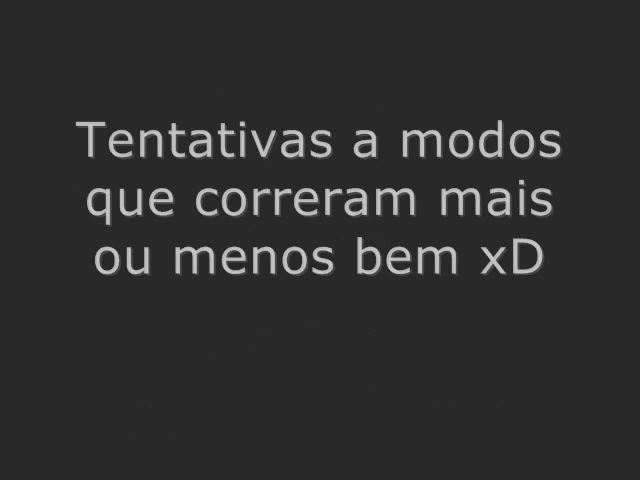 Tentativas a modos
que correram mais
ou menos bem xD